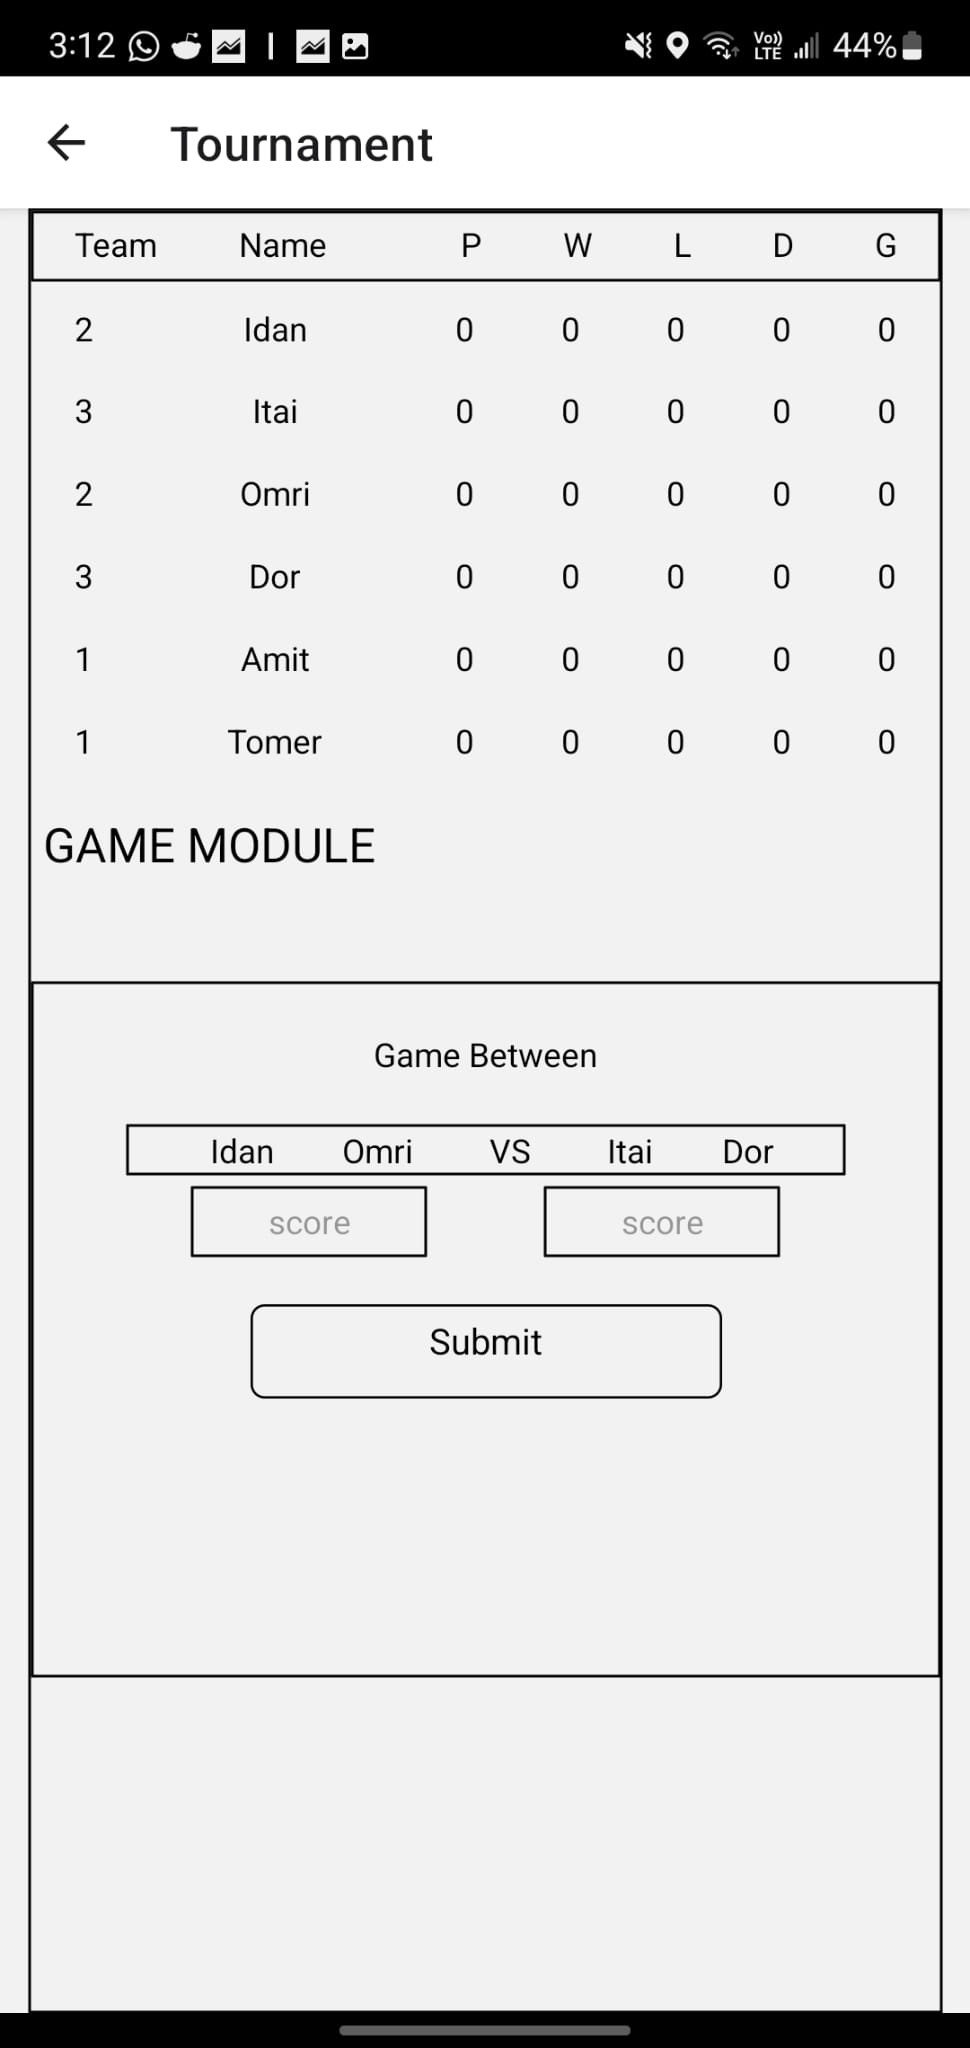 3:12 Vo)) LTE 44%
Tournament
Team Name P W L D G
2 Idan 0 0 0 0 0
3 Itai 0 0 0 0 0
2 Omri 0 0 0 0 0
3 Dor 0 0 0 0 0
1 Amit 0 0 0 0 0
1 Tomer 0 0 0 0 0
GAME MODULE
Game Between
Idan Omri VS Itai Dor
score score
Submit